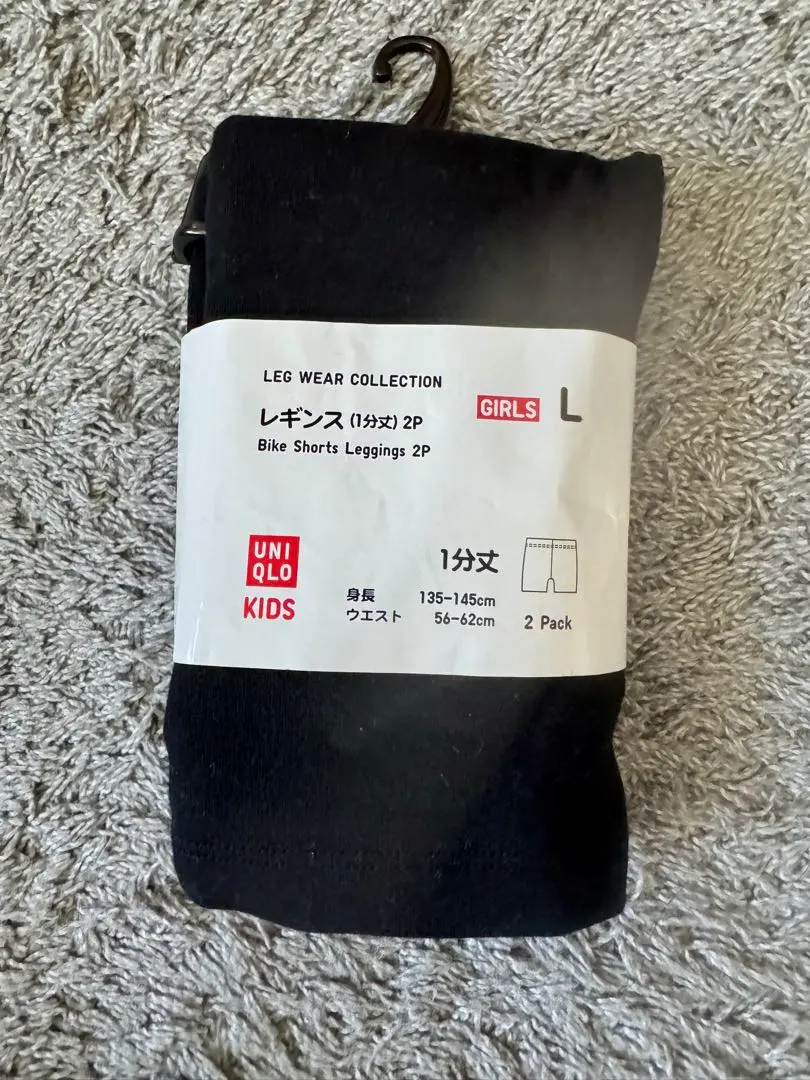 LEG WEAR COLLECTION
GIRLS L
レギンス (1分丈) 2P
Bike Shorts Leggings 2P
UNI
QLO
KIDS
1分丈
身長 135-145cm
ウエスト 56-62cm
2 Pack